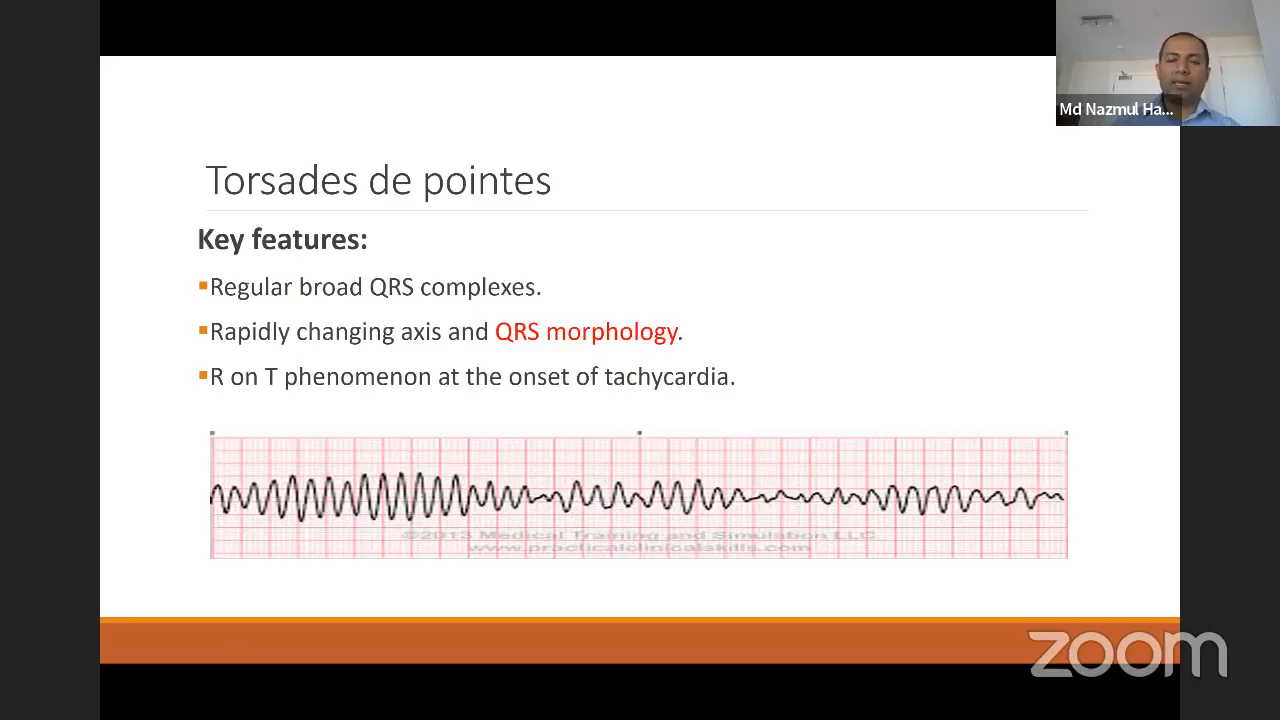 Md Nazmul Ha...
Torsades de pointes
Key features:
▪Regular broad QRS complexes.
▪Rapidly changing axis and QRS morphology.
▪R on T phenomenon at the onset of tachycardia.
©2013 Medical Training and Simulation LLC
www.practicalclinicalskills.com
zoom